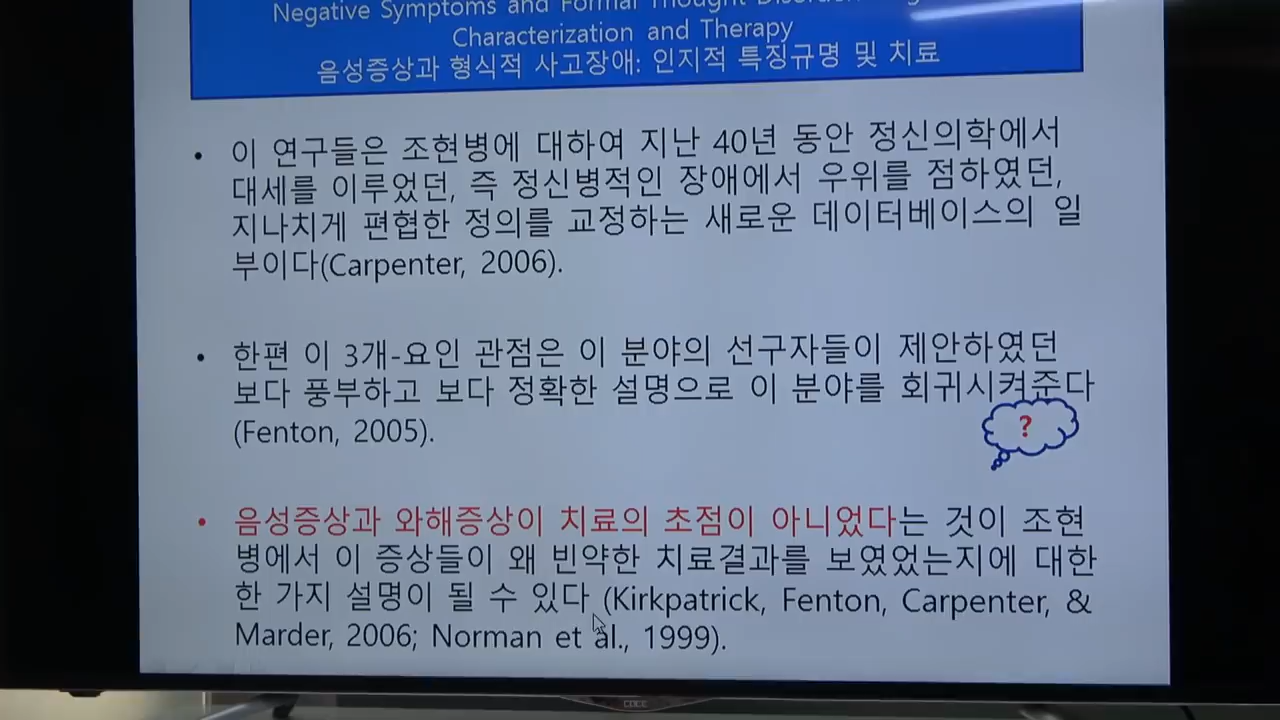 Negative Symptoms and Formal Thought
Characterization and Therapy
음성증상과 형식적 사고장애: 인지적 특징규명 및 치료
• 이 연구들은 조현병에 대하여 지난 40년 동안 정신의학에서
대세를 이루었던, 즉 정신병적인 장애에서 우위를 점하였던,
지나치게 편협한 정의를 교정하는 새로운 데이터베이스의 일
부이다(Carpenter, 2006).
• 한편 이 3개-요인 관점은 이 분야의 선구자들이 제안하였던
보다 풍부하고 보다 정확한 설명으로 이 분야를 회귀시켜준다
(Fenton, 2005).
?
• 음성증상과 와해증상이 치료의 초점이 아니었다는 것이 조현
병에서 이 증상들이 왜 빈약한 치료결과를 보였었는지에 대한
한 가지 설명이 될 수 있다 (Kirkpatrick, Fenton, Carpenter, &
Marder, 2006; Norman et al., 1999).